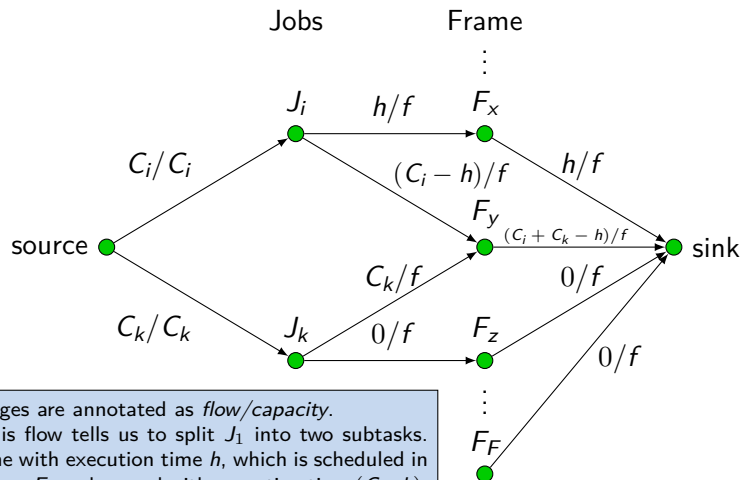 Jobs
Frame
⋮
J_i
h/f
F_x
C_i/C_i
(C_i − h)/f
h/f
F_y
source
(C_i + C_k − h)/f
sink
C_k/f
0/f
C_k/C_k
J_k
0/f
F_z
0/f
⋮
ges are annotated as flow/capacity.
is flow tells us to split J_1 into two subtasks.
e with execution time h, which is scheduled in
F_F